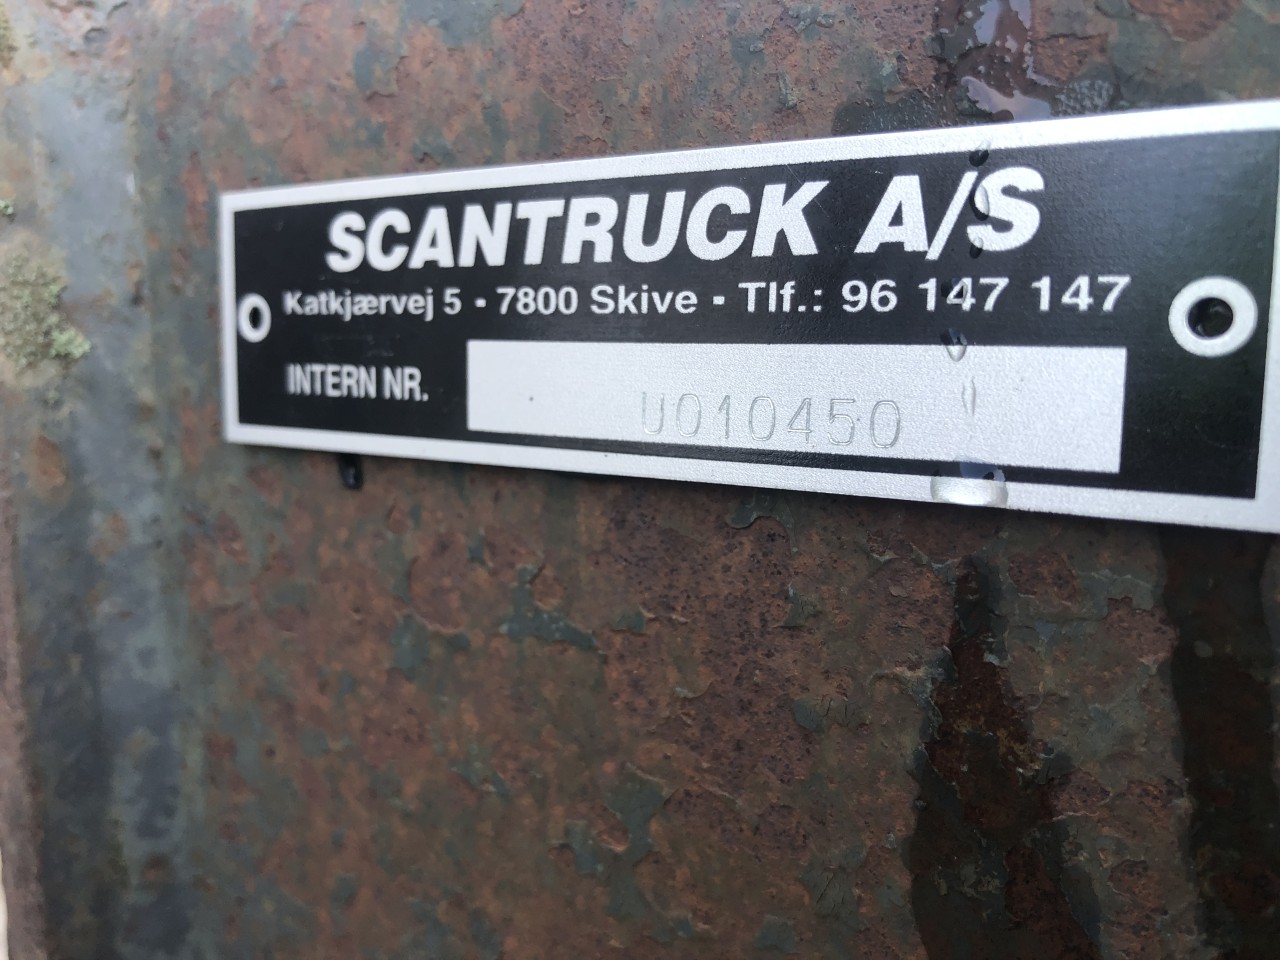 SCANTRUCK A/S
Katkjærvej 5 - 7800 Skive - Tlf.: 96 147 147
INTERN NR. U010450